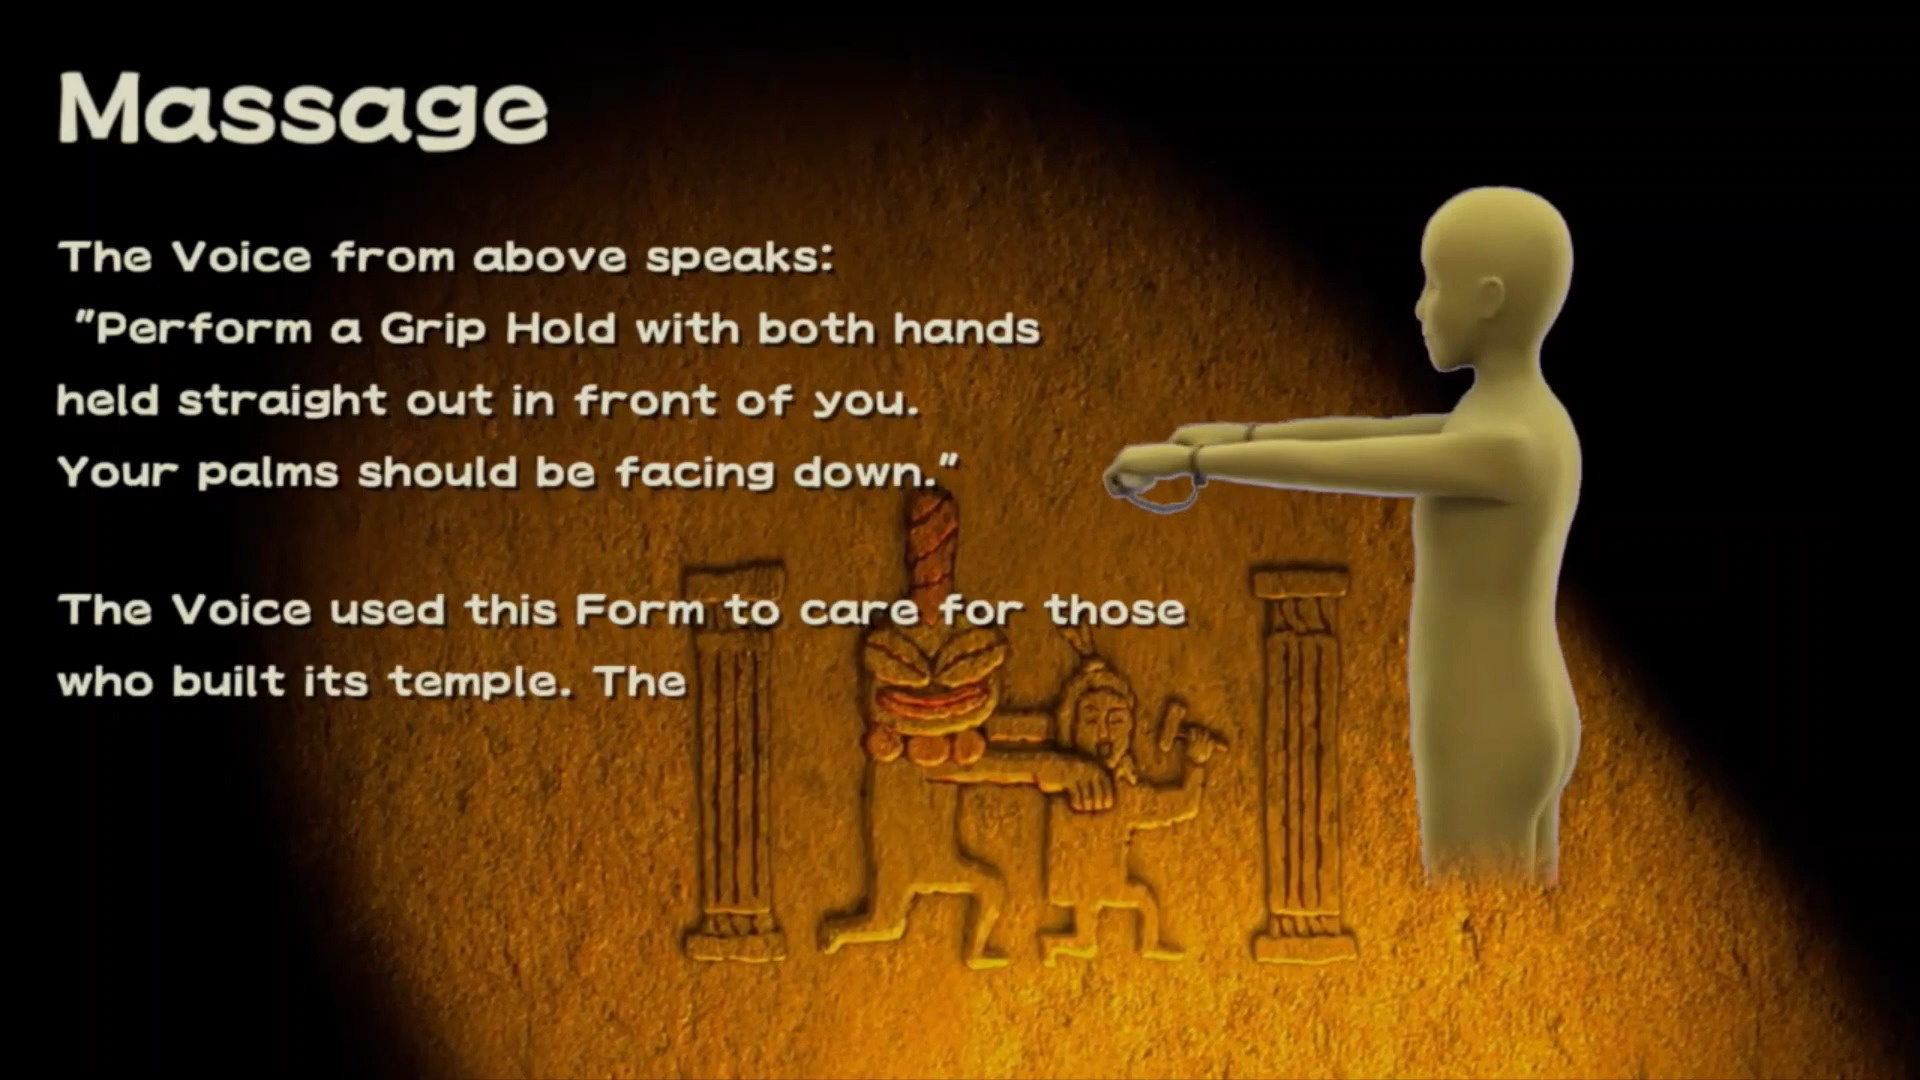 Massage
The Voice from above speaks:
"Perform a Grip Hold with both hands
held straight out in front of you.
Your palms should be facing down."
The Voice used this Form to care for those
who built its temple. The